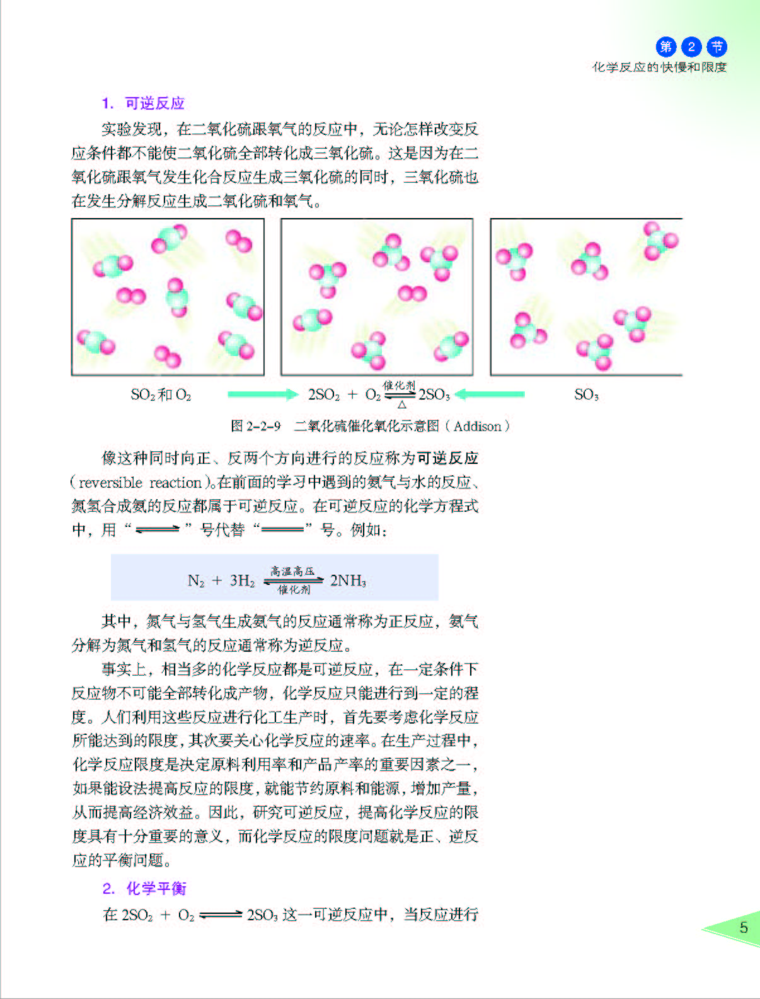 第2节
化学反应的快慢和限度
1. 可逆反应
实验发现，在二氧化硫跟氧气的反应中，无论怎样改变反
应条件都不能使二氧化硫全部转化成三氧化硫。这是因为在二
氧化硫跟氧气发生化合反应生成三氧化硫的同时，三氧化硫也
在发生分解反应生成二氧化硫和氧气。
SO₂和O₂ 2SO₂ + O₂ 催化剂 ⇌ △ 2SO₃ SO₃
图2-2-9 二氧化硫催化氧化示意图（Addison）
像这种同时向正、反两个方向进行的反应称为可逆反应
（reversible reaction）。在前面的学习中遇到的氨气与水的反应、
氮氢合成氨的反应都属于可逆反应。在可逆反应的化学方程式
中，用“⇌”号代替“══”号。例如：
N₂ + 3H₂ 高温高压 ⇌ 催化剂 2NH₃
其中，氮气与氢气生成氨气的反应通常称为正反应，氨气
分解为氮气和氢气的反应通常称为逆反应。
事实上，相当多的化学反应都是可逆反应，在一定条件下
反应物不可能全部转化成产物，化学反应只能进行到一定的程
度。人们利用这些反应进行化工生产时，首先要考虑化学反应
所能达到的限度，其次要关心化学反应的速率。在生产过程中，
化学反应限度是决定原料利用率和产品产率的重要因素之一，
如果能设法提高反应的限度，就能节约原料和能源，增加产量，
从而提高经济效益。因此，研究可逆反应，提高化学反应的限
度具有十分重要的意义，而化学反应的限度问题就是正、逆反
应的平衡问题。
2. 化学平衡
在 2SO₂ + O₂ ⇌ 2SO₃ 这一可逆反应中，当反应进行
5